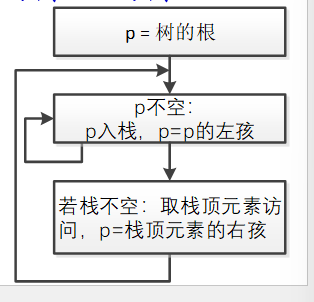 p = 树的根
p不空：
p入栈，p=p的左孩
若栈不空：取栈顶元素访
问，p=栈顶元素的右孩